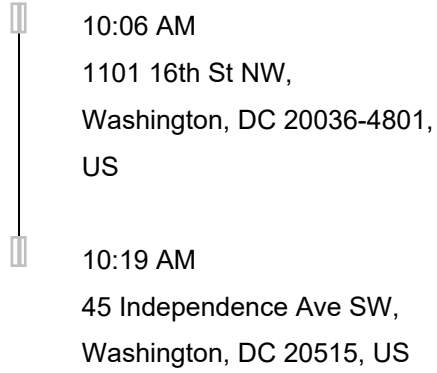 10:06 AM
1101 16th St NW,
Washington, DC 20036-4801,
US
10:19 AM
45 Independence Ave SW,
Washington, DC 20515, US